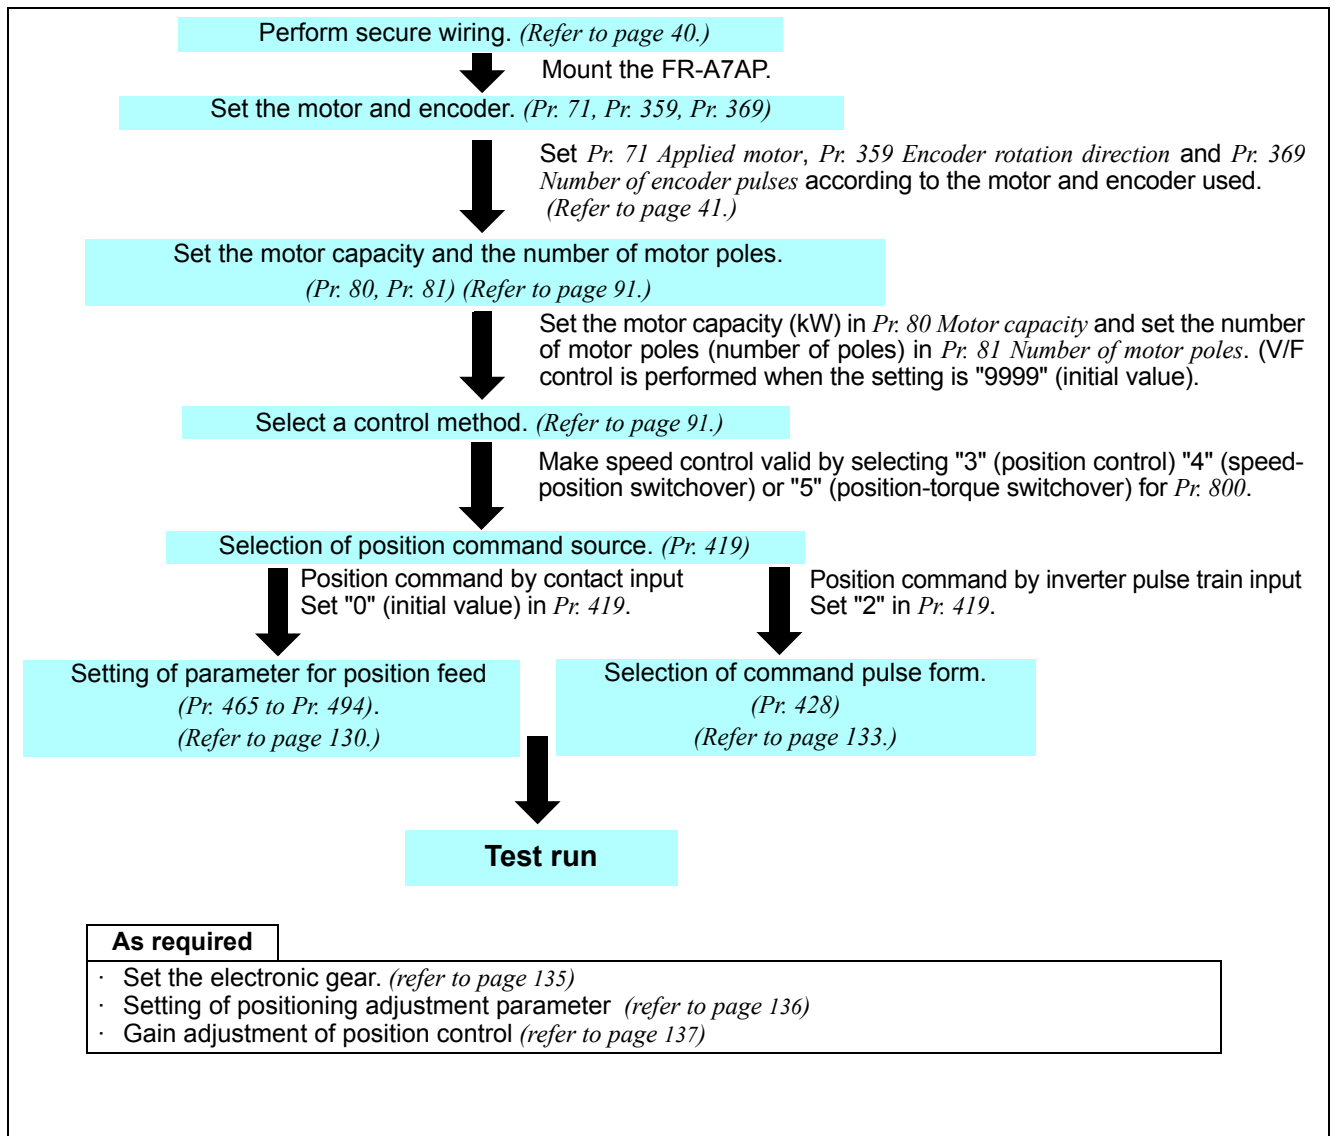 Perform secure wiring. (Refer to page 40.)
Mount the FR-A7AP.
Set the motor and encoder. (Pr. 71, Pr. 359, Pr. 369)
Set Pr. 71 Applied motor, Pr. 359 Encoder rotation direction and Pr. 369
Number of encoder pulses according to the motor and encoder used.
(Refer to page 41.)
Set the motor capacity and the number of motor poles.
(Pr. 80, Pr. 81) (Refer to page 91.)
Set the motor capacity (kW) in Pr. 80 Motor capacity and set the number
of motor poles (number of poles) in Pr. 81 Number of motor poles. (V/F
control is performed when the setting is "9999" (initial value).
Select a control method. (Refer to page 91.)
Make speed control valid by selecting "3" (position control) "4" (speed-
position switchover) or "5" (position-torque switchover) for Pr. 800.
Selection of position command source. (Pr. 419)
Position command by contact input
Set "0" (initial value) in Pr. 419.
Position command by inverter pulse train input
Set "2" in Pr. 419.
Setting of parameter for position feed
(Pr. 465 to Pr. 494).
(Refer to page 130.)
Selection of command pulse form.
(Pr. 428)
(Refer to page 133.)
Test run
As required
· Set the electronic gear. (refer to page 135)
· Setting of positioning adjustment parameter (refer to page 136)
· Gain adjustment of position control (refer to page 137)